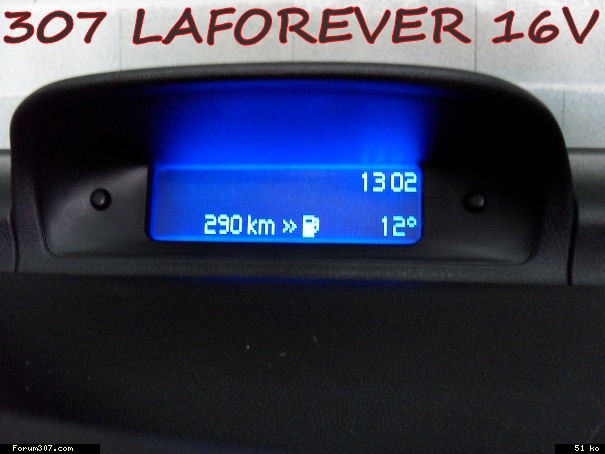 307 LAFOREVER 16V
13 02
290 km » 12°
Forum307.com 51 ko